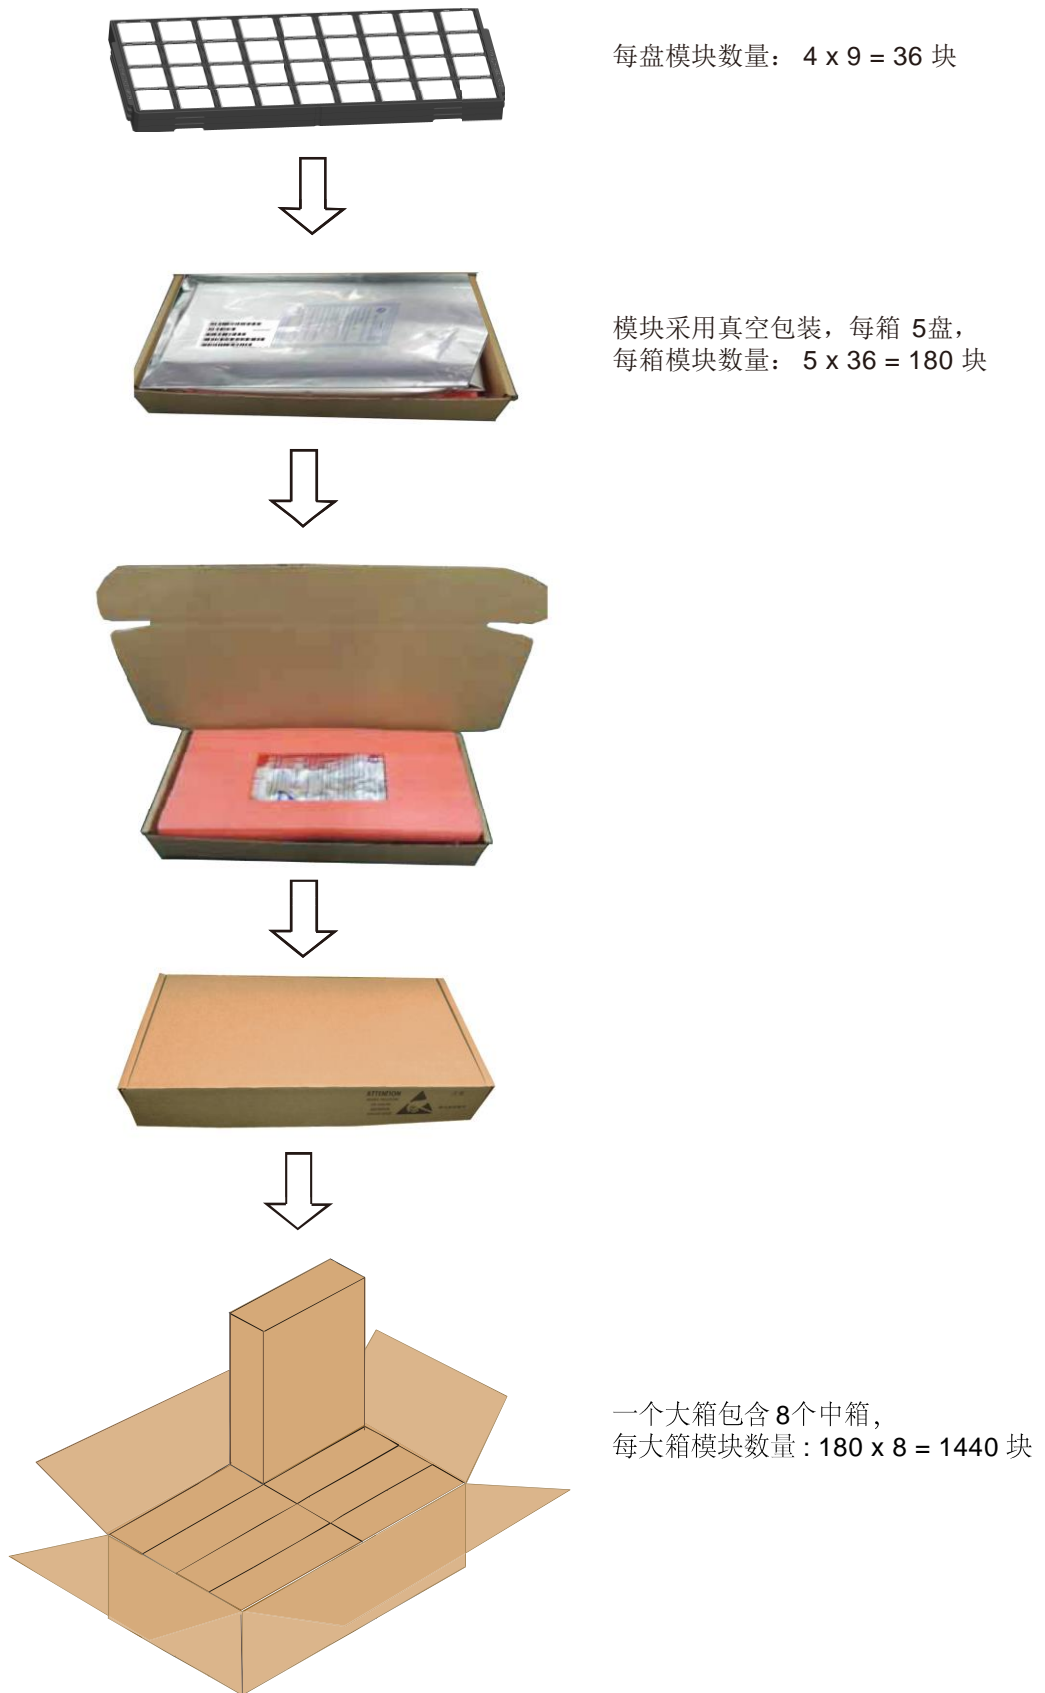 每盘模块数量： 4 x 9 = 36 块
模块采用真空包装，每箱 5盘，
每箱模块数量： 5 x 36 = 180 块
ATTENTION
一个大箱包含 8个中箱，
每大箱模块数量 : 180 x 8 = 1440 块